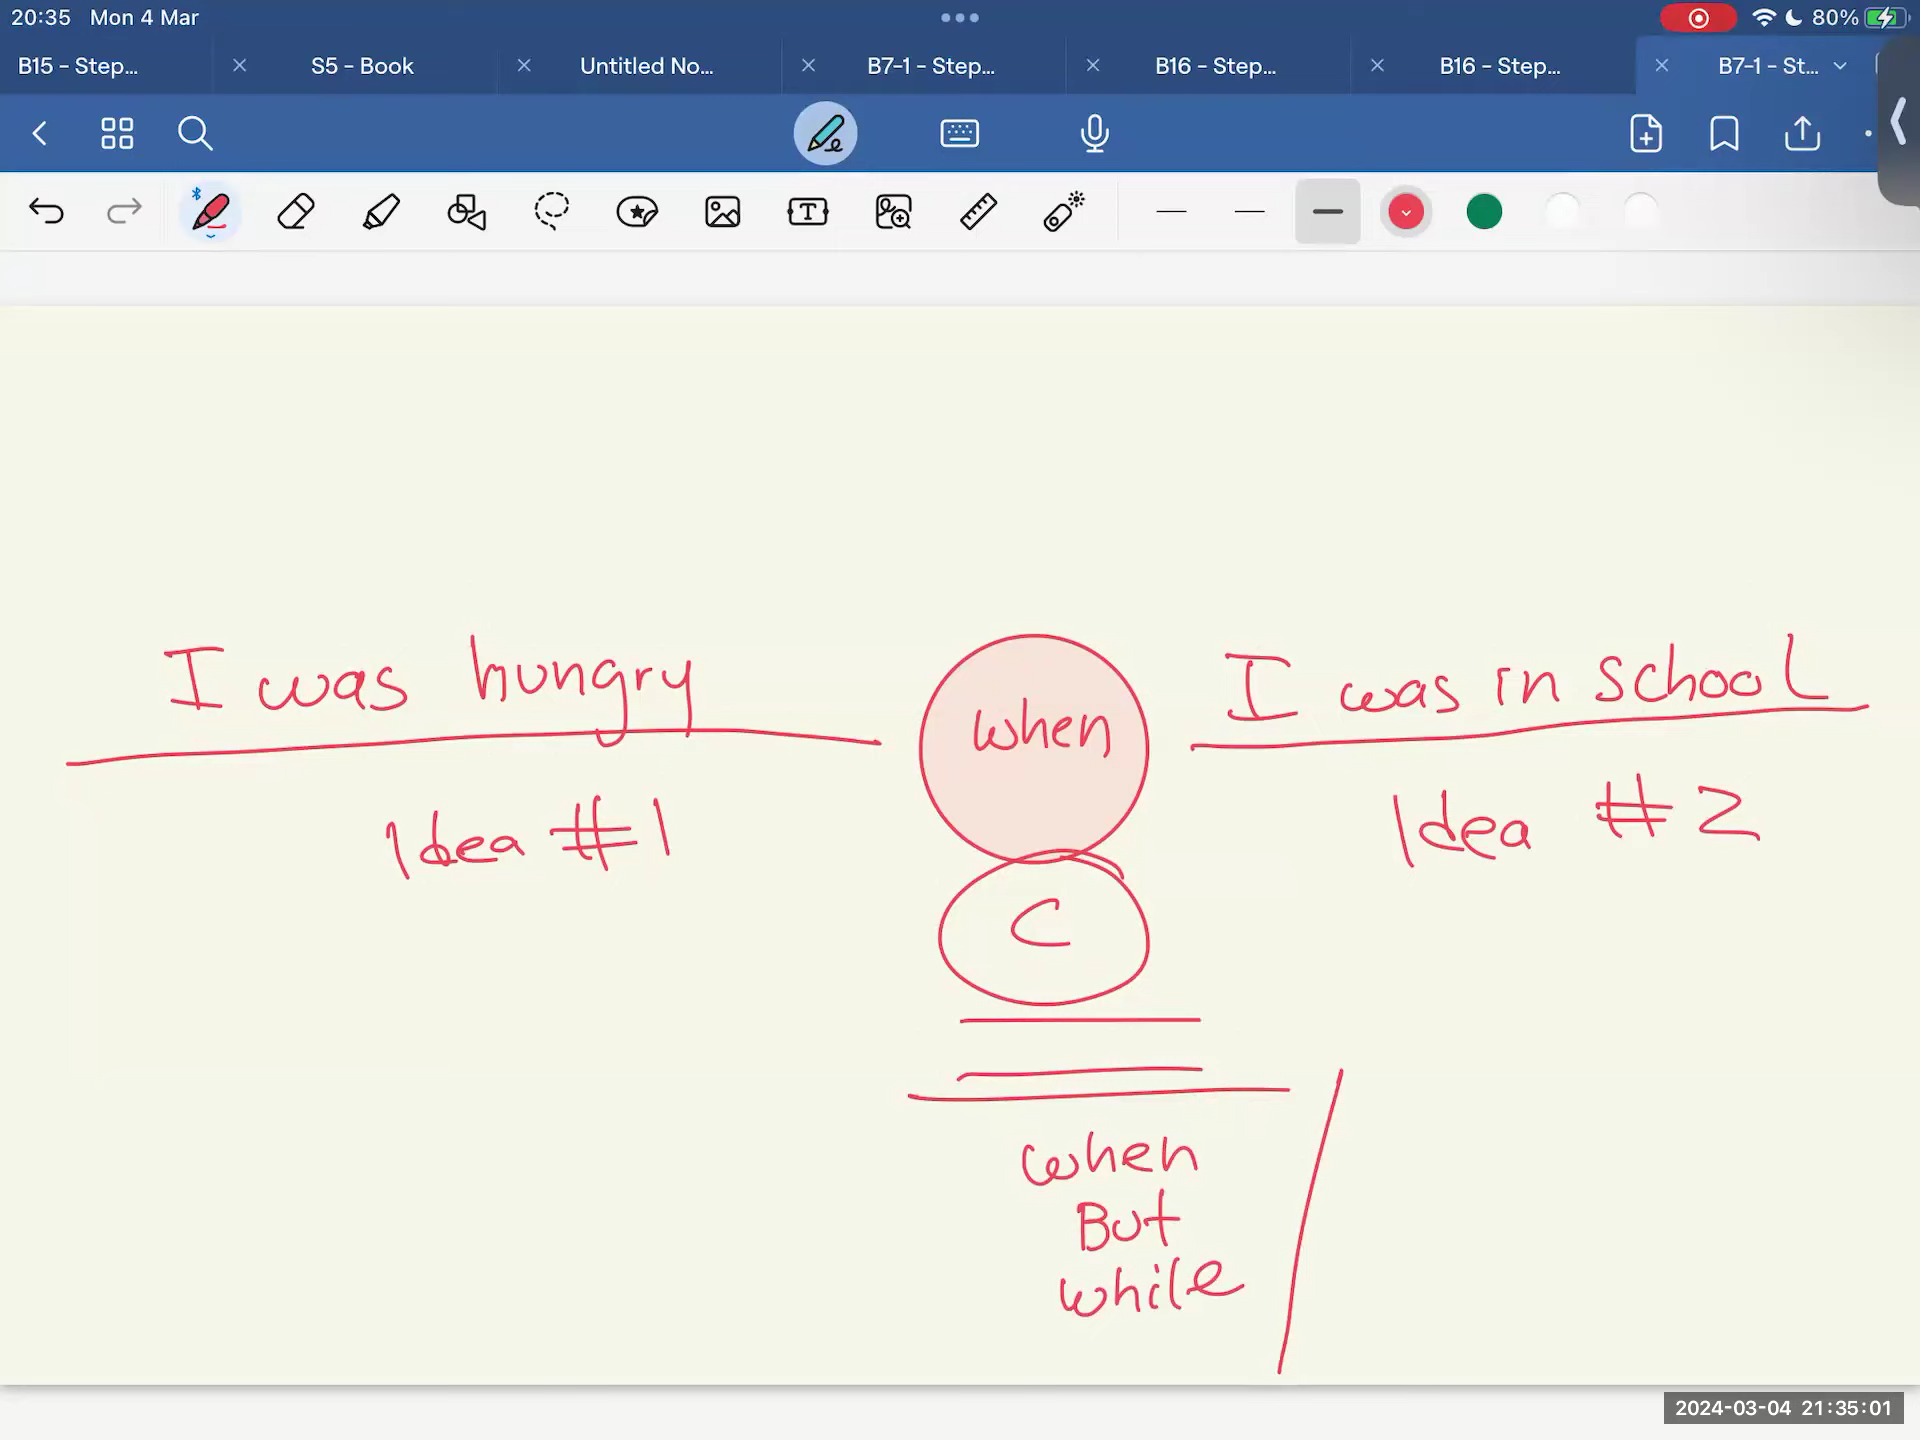 20:35 Mon 4 Mar
80%
B15 - Step...
S5 - Book
Untitled No...
B7-1 - Step...
B16 - Step...
B16 - Step...
B7-1 - St...
I was hungry
when
I was in school
Idea #1
Idea #2
C
when
But
while
2024-03-04 21:35:01